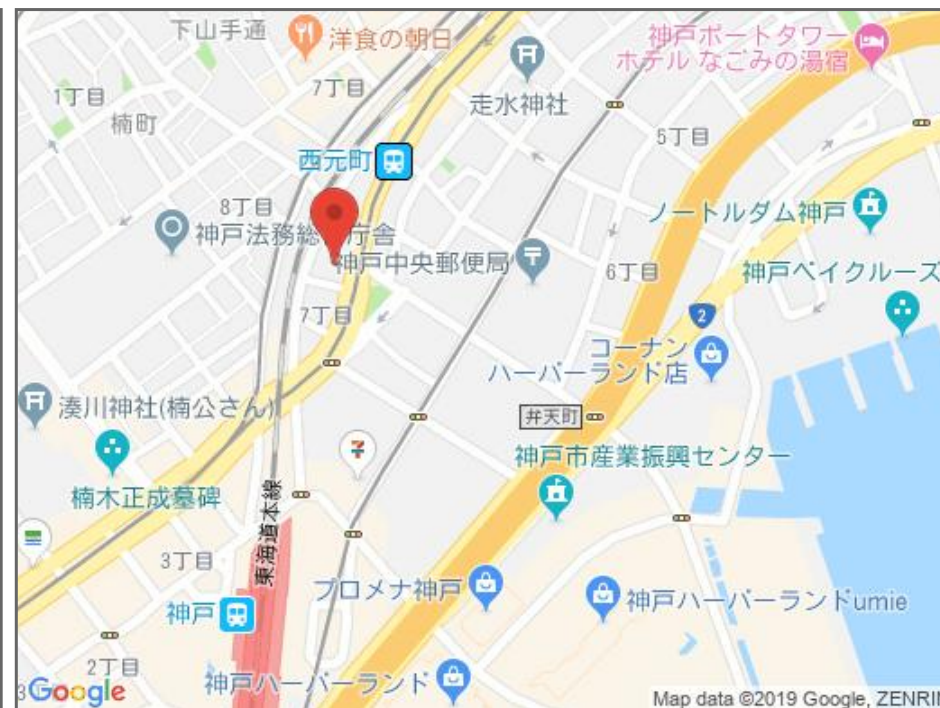 下山手通
洋食の朝日
神戸ポートタワー
ホテル なごみの湯宿
1丁目
7丁目
走水神社
楠町
5丁目
西元町
8丁目
ノートルダム神戸
神戸法務総
庁舎
神戸中央郵便局
6丁目
神戸ベイクルーズ
7丁目
2
コーナン
ハーバーランド店
湊川神社(楠公さん)
弁天町
7
神戸市産業振興センター
楠木正成墓碑
東海道本線
3丁目
プロメナ神戸
神戸ハーバーランドumie
神戸
2丁目
神戸ハーバーランド
Google
Map data ©2019 Google, ZENRIN